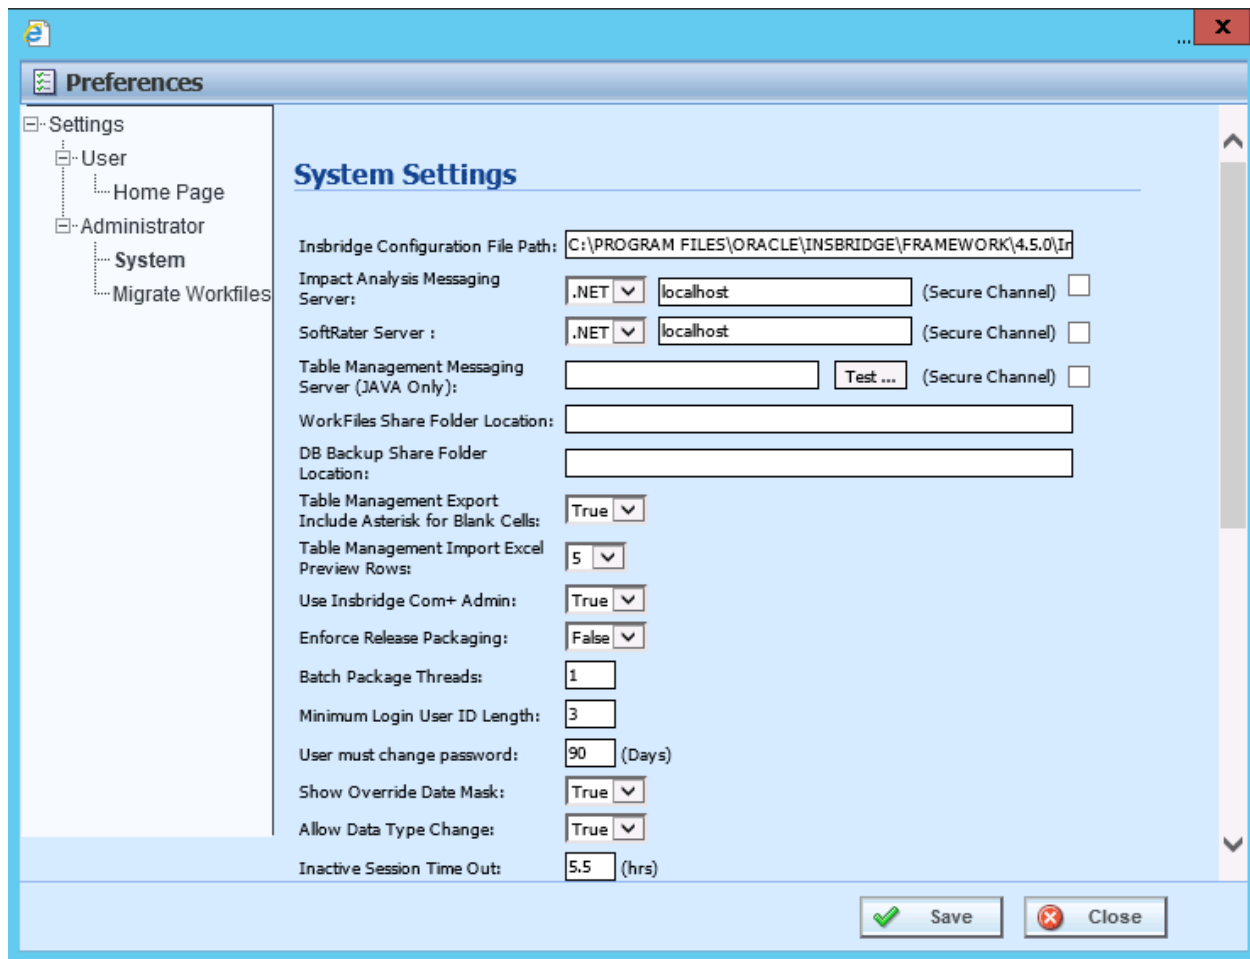 ...
x
Preferences
Settings
User
Home Page
Administrator
System
Migrate Workfiles
System Settings
Insbridge Configuration File Path: C:\PROGRAM FILES\ORACLE\INSBRIDGE\FRAMEWORK\4.5.0\In
Impact Analysis Messaging
Server: .NET localhost (Secure Channel)
SoftRater Server : .NET localhost (Secure Channel)
Table Management Messaging
Server (JAVA Only): Test ... (Secure Channel)
WorkFiles Share Folder Location:
DB Backup Share Folder
Location:
Table Management Export
Include Asterisk for Blank Cells: True
Table Management Import Excel
Preview Rows: 5
Use Insbridge Com+ Admin: True
Enforce Release Packaging: False
Batch Package Threads: 1
Minimum Login User ID Length: 3
User must change password: 90 (Days)
Show Override Date Mask: True
Allow Data Type Change: True
Inactive Session Time Out: 5.5 (hrs)
Save Close